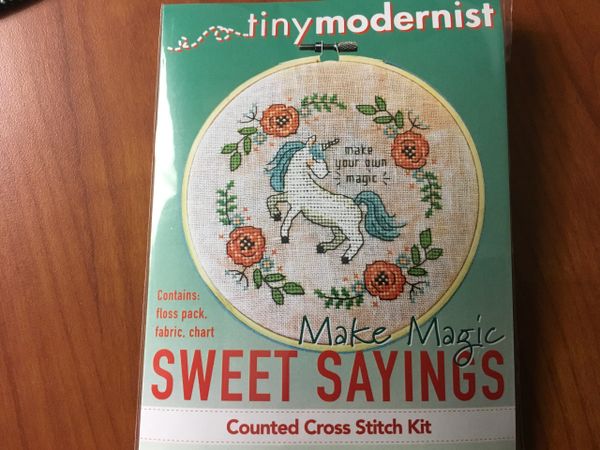 tinymodernist
make
your own
magic
Contains:
floss pack,
fabric, chart
Make Magic
SWEET SAYINGS
Counted Cross Stitch Kit